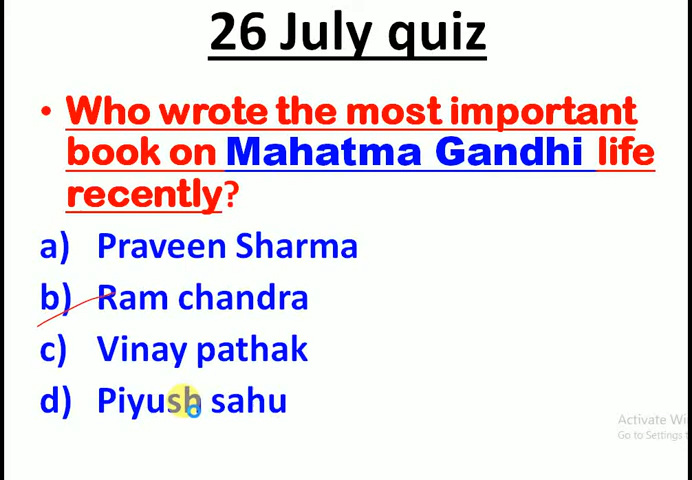 26 July quiz
• Who wrote the most important
book on Mahatma Gandhi life
recently?
a) Praveen Sharma
b) Ram chandra
c) Vinay pathak
d) Piyush sahu
Activate Wi
Go to Settings